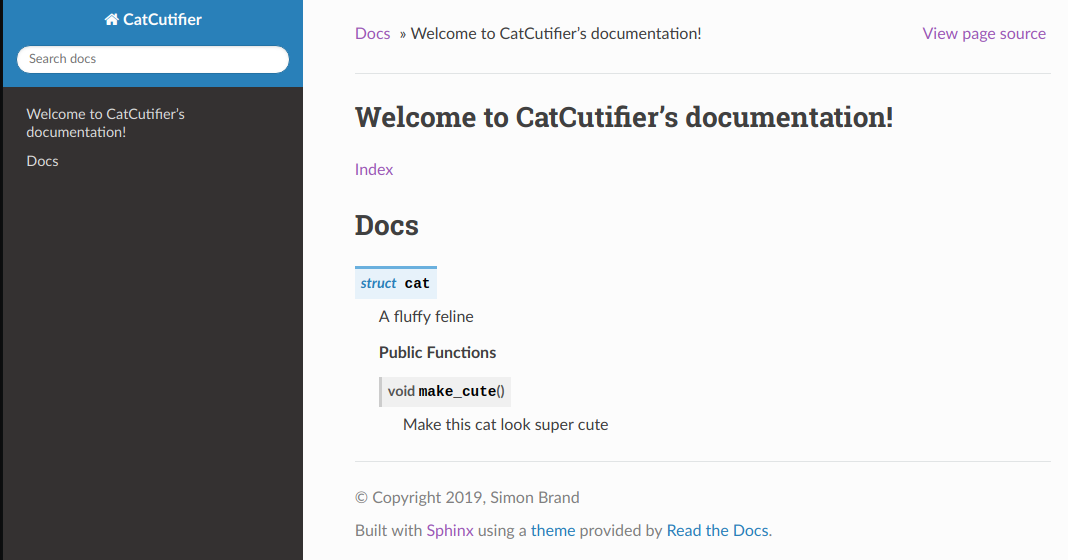 CatCutifier
Search docs
Welcome to CatCutifier's
documentation!
Docs
Docs » Welcome to CatCutifier's documentation!
View page source
Welcome to CatCutifier's documentation!
Index
Docs
struct cat
A fluffy feline
Public Functions
void make_cute()
Make this cat look super cute
© Copyright 2019, Simon Brand
Built with Sphinx using a theme provided by Read the Docs.